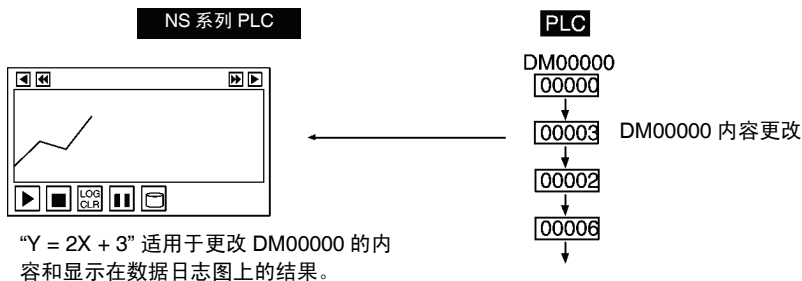 NS 系列 PLC
PLC
DM00000
00000
00003 DM00000 内容更改
00002
00006
LOG
CLR
“Y = 2X + 3” 适用于更改 DM00000 的内
容和显示在数据日志图上的结果。